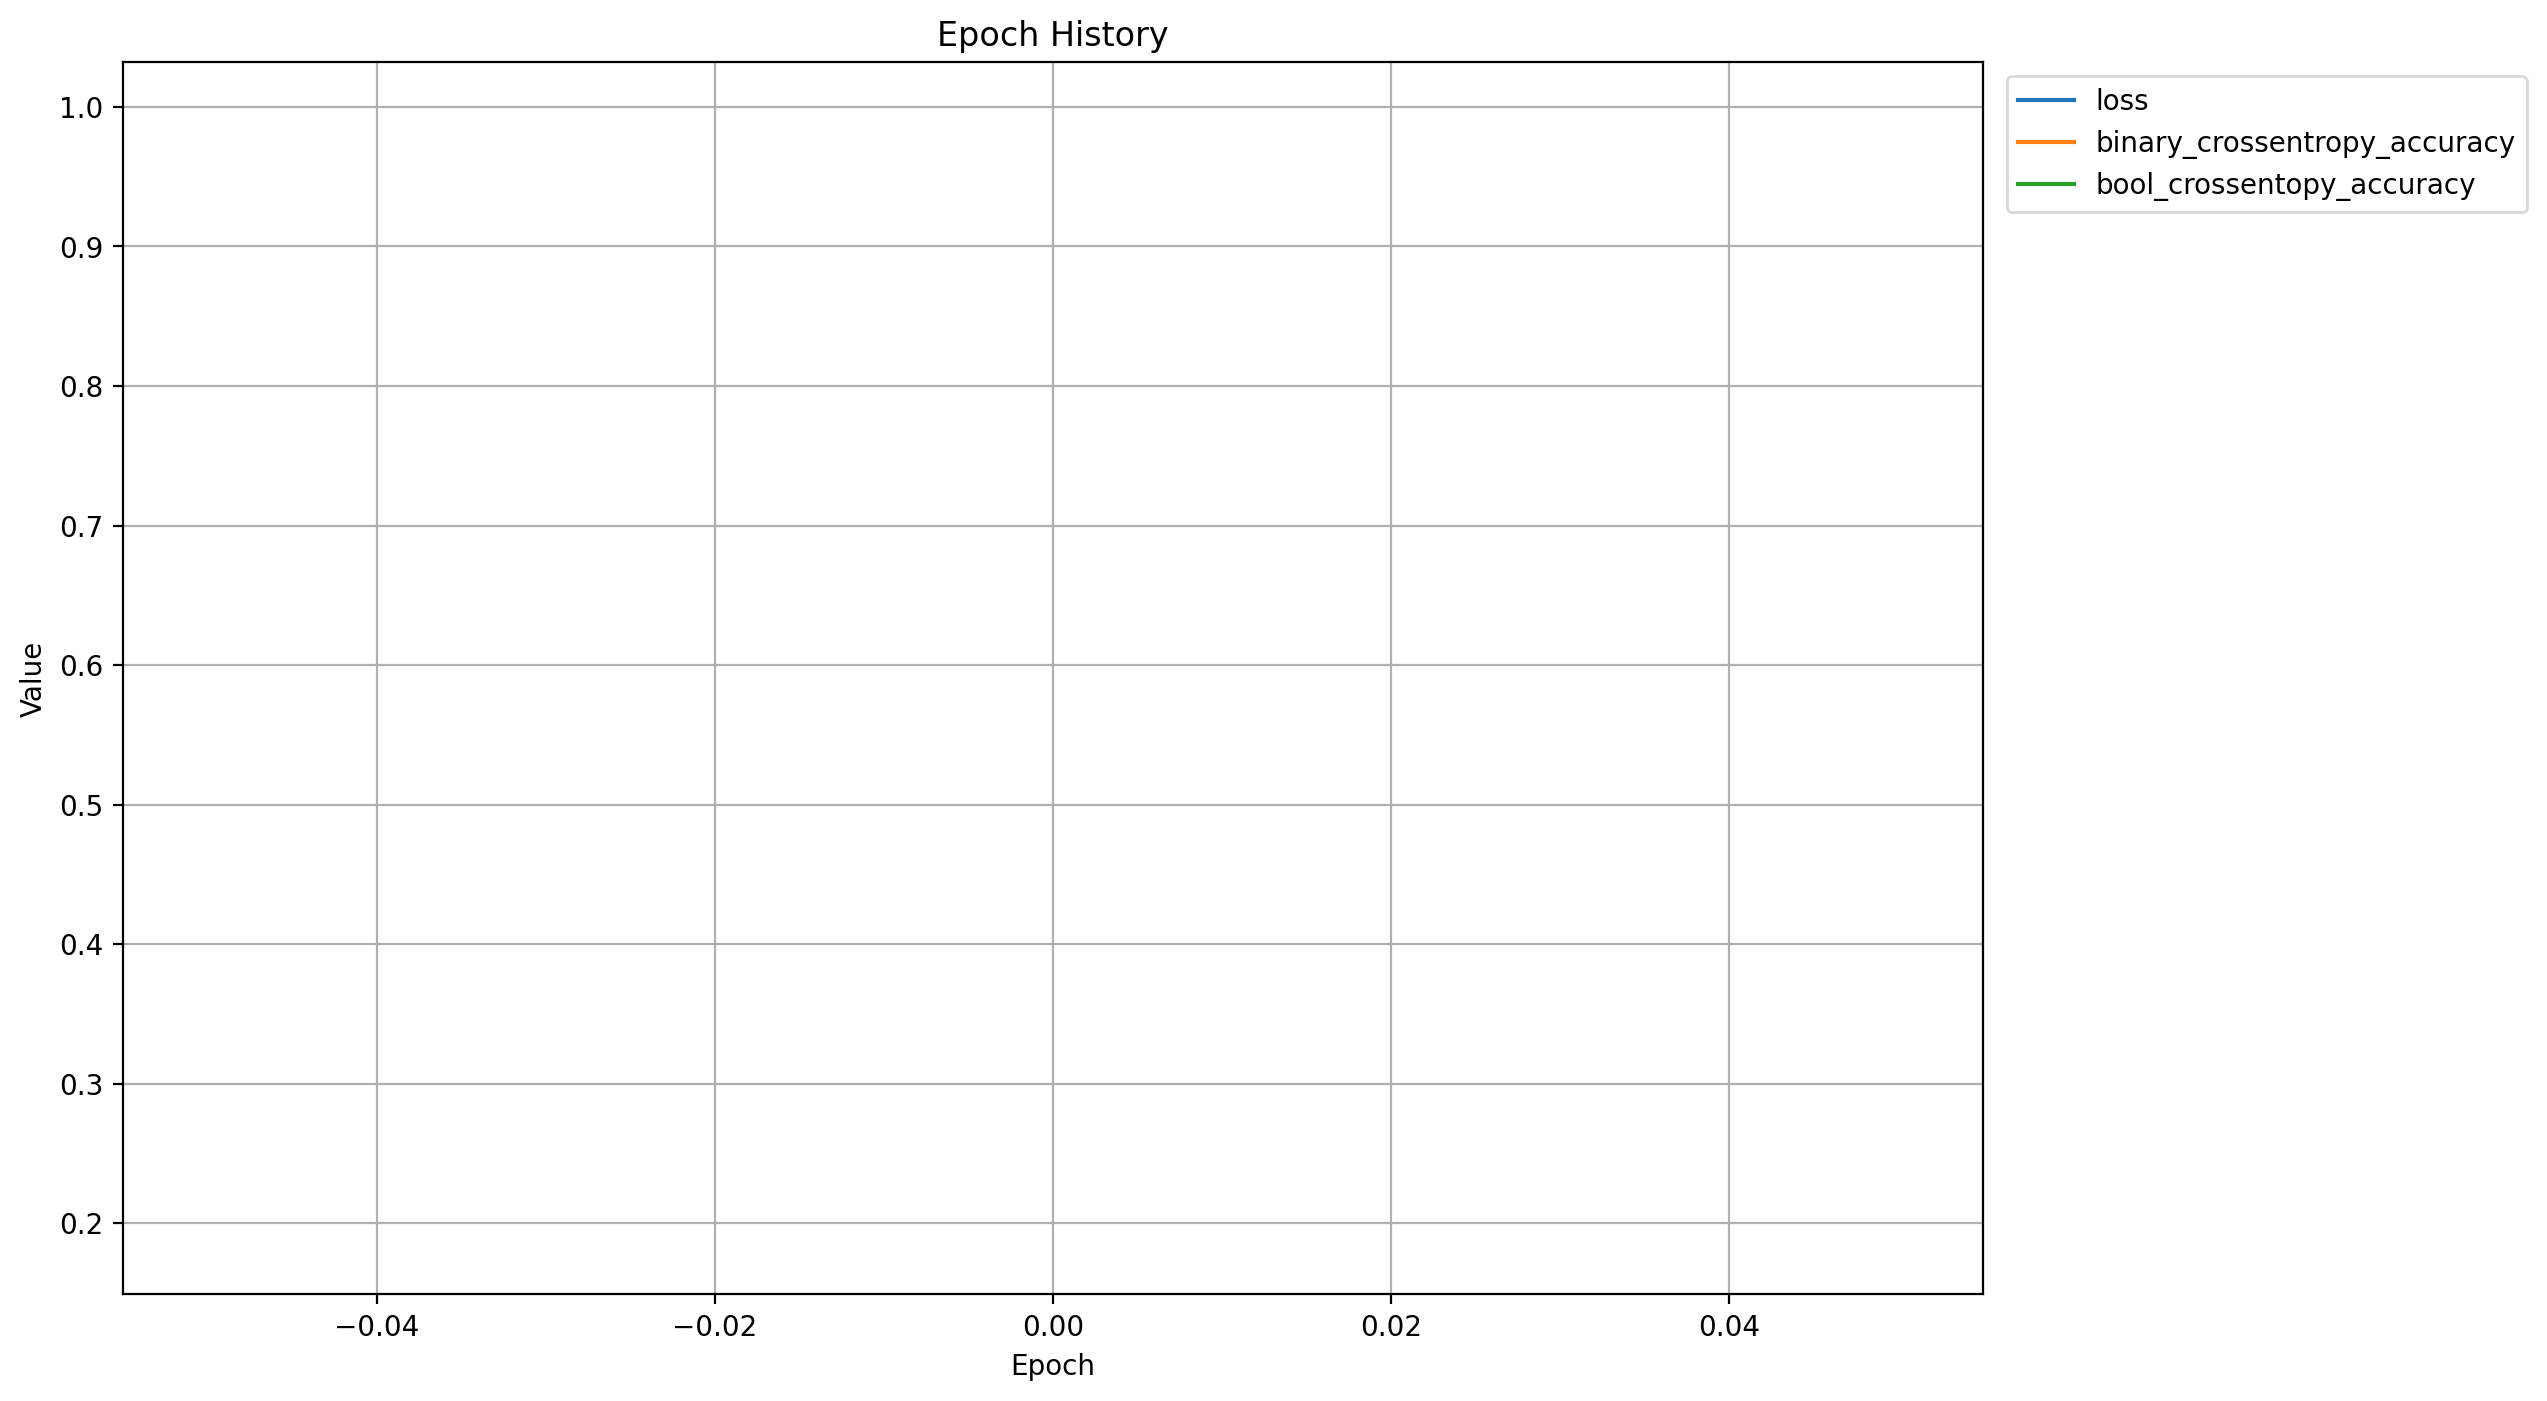 Epoch History
loss
binary_crossentropy_accuracy
bool_crossentopy_accuracy
1.0
0.9
0.8
0.7
0.6
0.5
0.4
0.3
0.2
Value
−0.04
−0.02
0.00
0.02
0.04
Epoch